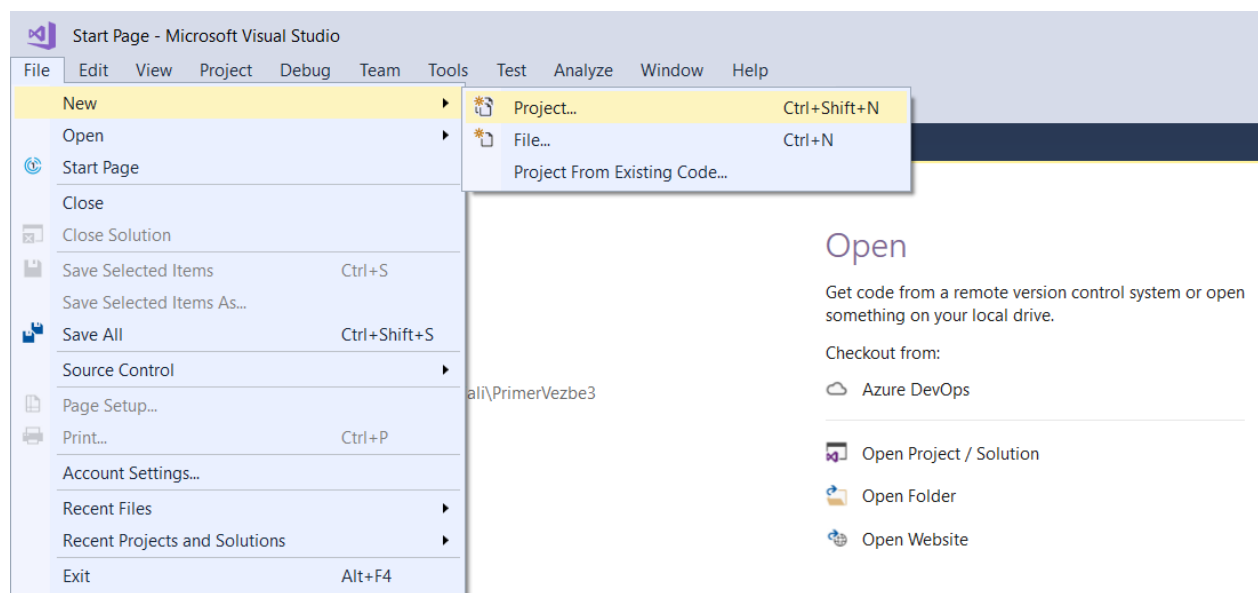 Start Page - Microsoft Visual Studio
File Edit View Project Debug Team Tools Test Analyze Window Help
New
Open
Start Page
Close
Close Solution
Save Selected Items Ctrl+S
Save Selected Items As...
Save All Ctrl+Shift+S
Source Control
Page Setup...
Print... Ctrl+P
Account Settings...
Recent Files
Recent Projects and Solutions
Exit Alt+F4
Project... Ctrl+Shift+N
File... Ctrl+N
Project From Existing Code...
ali\PrimerVezbe3
Open
Get code from a remote version control system or open
something on your local drive.
Checkout from:
Azure DevOps
Open Project / Solution
Open Folder
Open Website